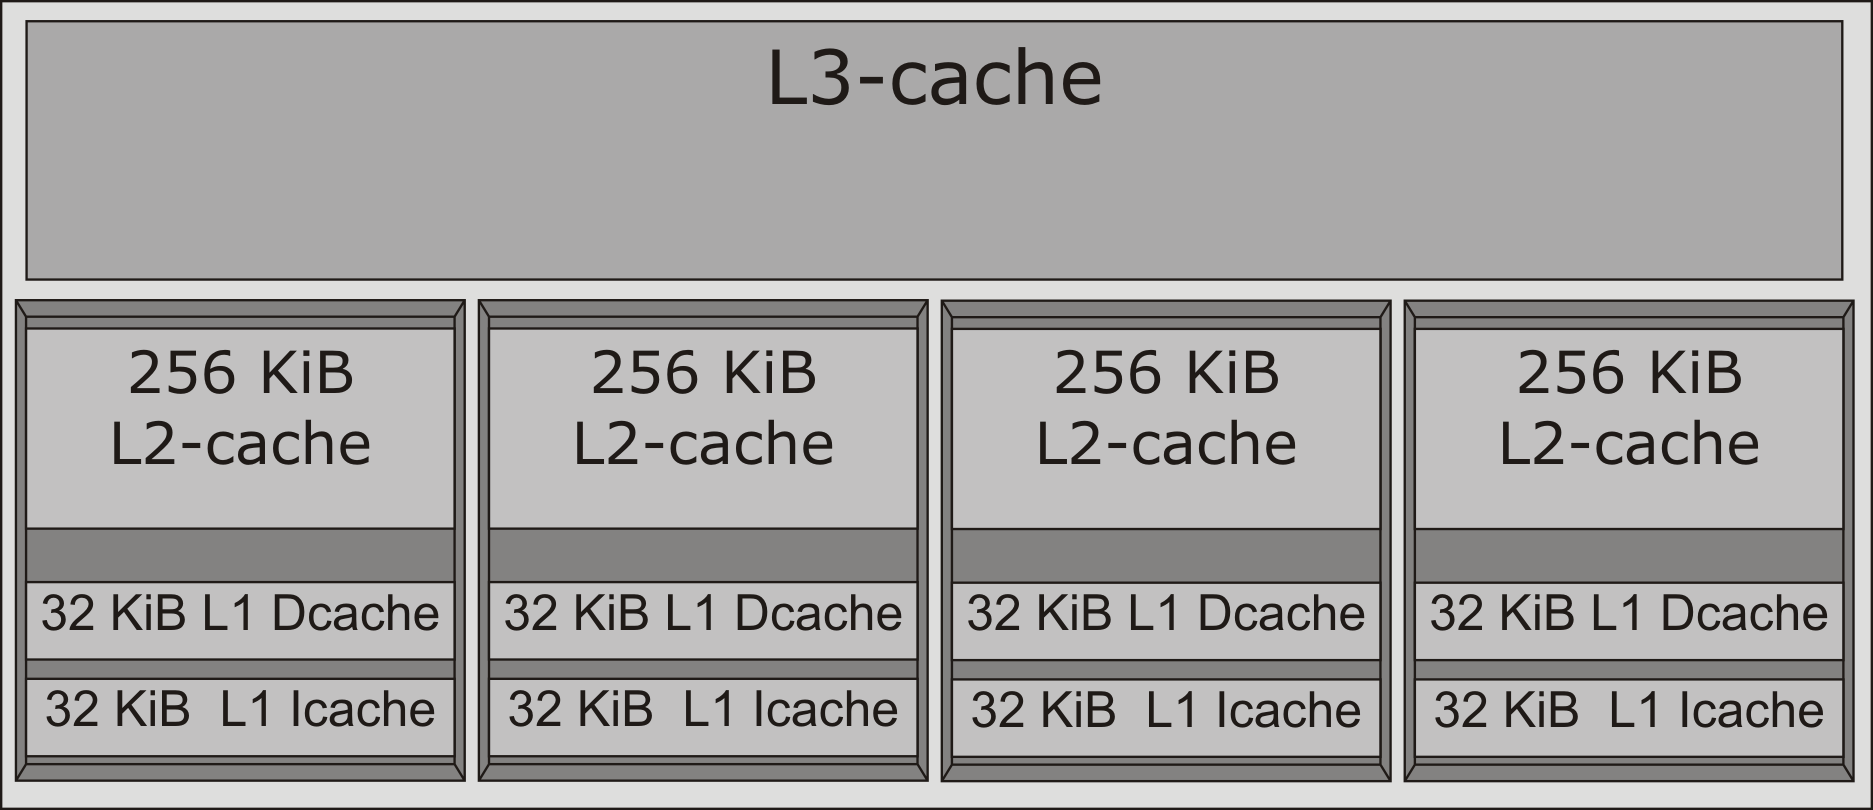 L3-cache
256 KiB
L2-cache
32 KiB L1 Dcache
32 KiB L1 Icache
256 KiB
L2-cache
32 KiB L1 Dcache
32 KiB L1 Icache
256 KiB
L2-cache
32 KiB L1 Dcache
32 KiB L1 Icache
256 KiB
L2-cache
32 KiB L1 Dcache
32 KiB L1 Icache